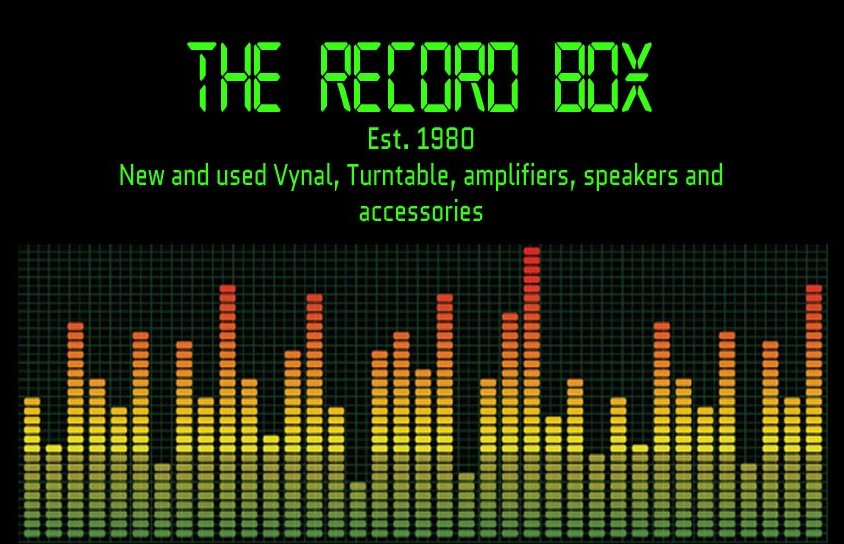 THE RECORD BOX
Est. 1980
New and used Vynal, Turntable, amplifiers, speakers and
accessories